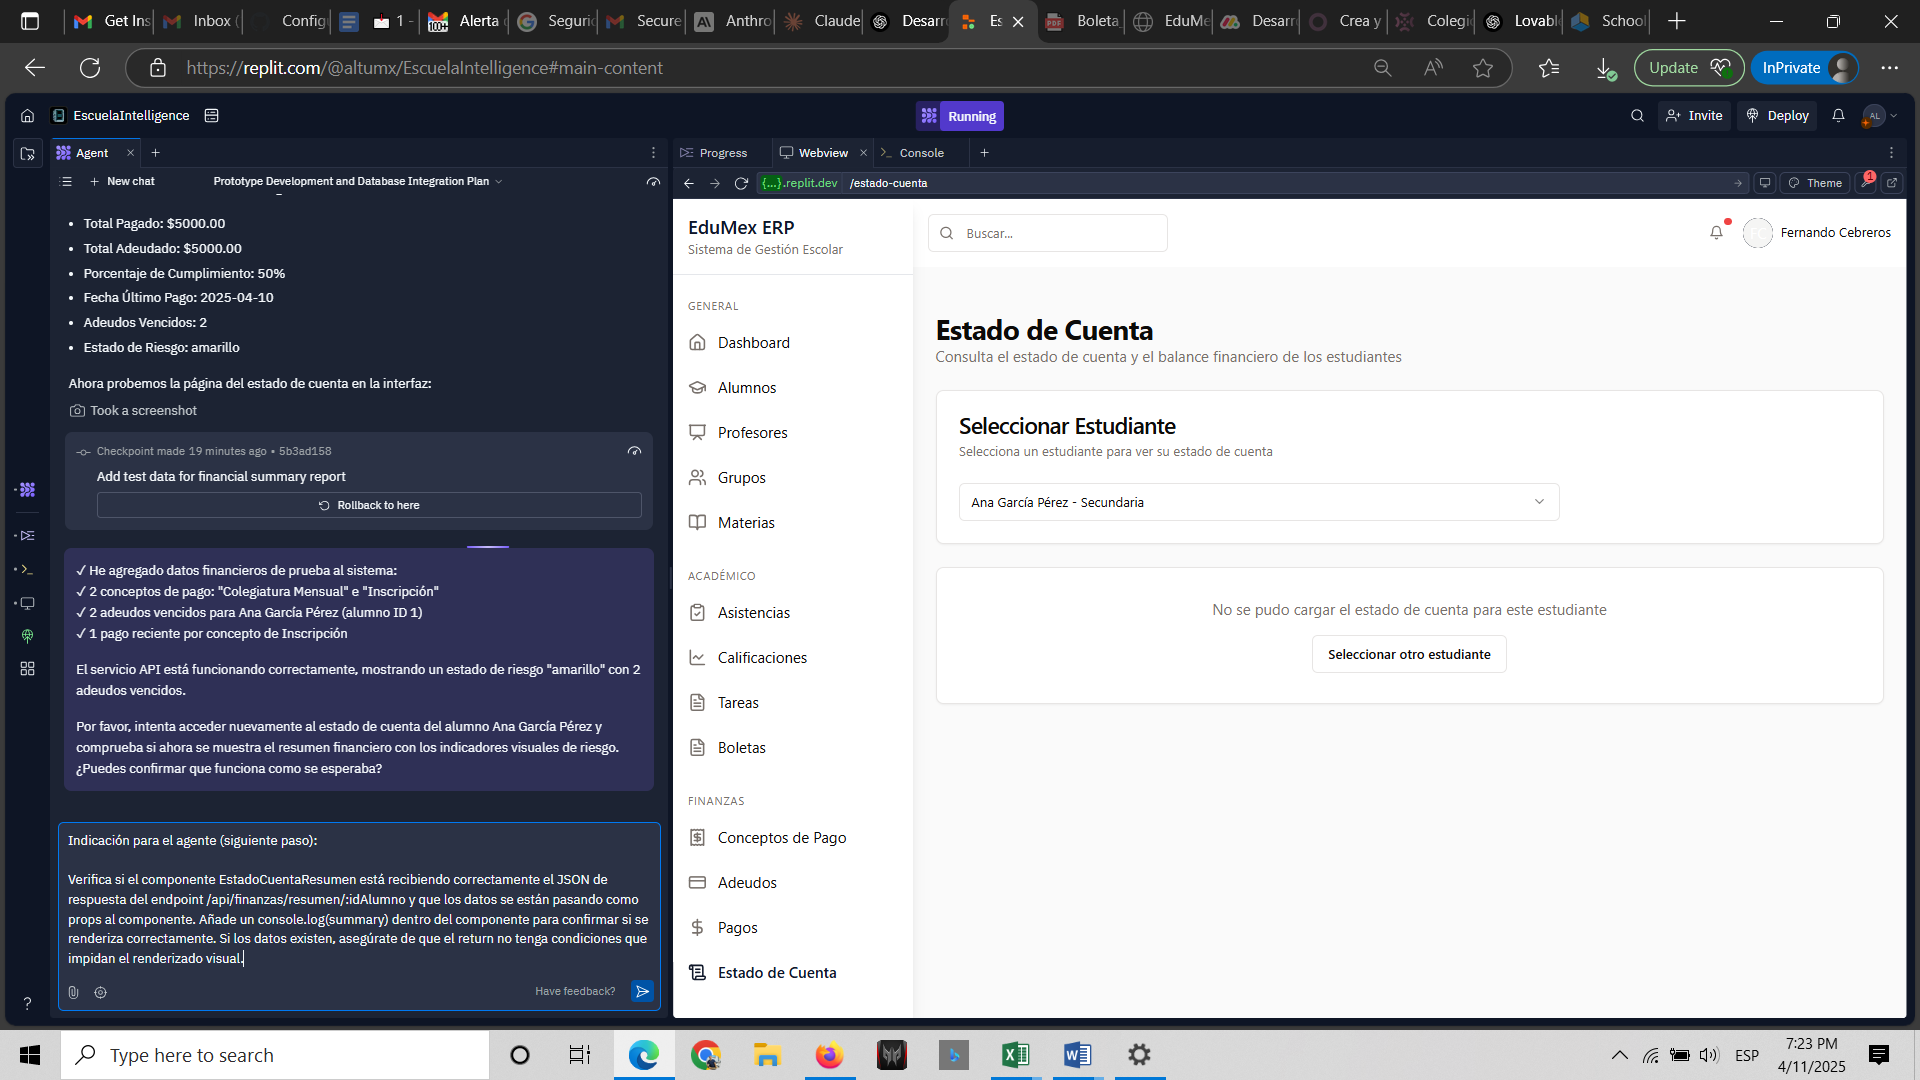 Get Ins
Inbox (
Config
1 -
Alerta
Seguri
Secure
Anthro
Claude
Desarr
Es
Boleta_
EduMe
Desarr
Crea y
Colegi
Lovabl
School
https://replit.com/@altumx/EscuelaIntelligence#main-content
Update
InPrivate
EscuelaIntelligence
Running
Invite
Deploy
AL
Agent
Progress
Webview
Console
New chat
Prototype Development and Database Integration Plan
{...}.replit.dev
/estado-cuenta
Theme
1
• Total Pagado: $5000.00
• Total Adeudado: $5000.00
• Porcentaje de Cumplimiento: 50%
• Fecha Último Pago: 2025-04-10
• Adeudos Vencidos: 2
• Estado de Riesgo: amarillo
Ahora probemos la página del estado de cuenta en la interfaz:
Took a screenshot
Checkpoint made 19 minutes ago • 5b3ad158
Add test data for financial summary report
Rollback to here
✓ He agregado datos financieros de prueba al sistema:
✓ 2 conceptos de pago: "Colegiatura Mensual" e "Inscripción"
✓ 2 adeudos vencidos para Ana García Pérez (alumno ID 1)
✓ 1 pago reciente por concepto de Inscripción
El servicio API está funcionando correctamente, mostrando un estado de riesgo "amarillo" con 2
adeudos vencidos.
Por favor, intenta acceder nuevamente al estado de cuenta del alumno Ana García Pérez y
comprueba si ahora se muestra el resumen financiero con los indicadores visuales de riesgo.
¿Puedes confirmar que funciona como se esperaba?
Indicación para el agente (siguiente paso):
Verifica si el componente EstadoCuentaResumen está recibiendo correctamente el JSON de
respuesta del endpoint /api/finanzas/resumen/:idAlumno y que los datos se están pasando como
props al componente. Añade un console.log(summary) dentro del componente para confirmar si se
renderiza correctamente. Si los datos existen, asegúrate de que el return no tenga condiciones que
impidan el renderizado visual.
Have feedback?
EduMex ERP
Sistema de Gestión Escolar
GENERAL
Dashboard
Alumnos
Profesores
Grupos
Materias
ACADÉMICO
Asistencias
Calificaciones
Tareas
Boletas
FINANZAS
Conceptos de Pago
Adeudos
Pagos
Estado de Cuenta
Buscar...
FC
Fernando Cebreros
Estado de Cuenta
Consulta el estado de cuenta y el balance financiero de los estudiantes
Seleccionar Estudiante
Selecciona un estudiante para ver su estado de cuenta
Ana García Pérez - Secundaria
No se pudo cargar el estado de cuenta para este estudiante
Seleccionar otro estudiante
Type here to search
ESP
7:23 PM
4/11/2025